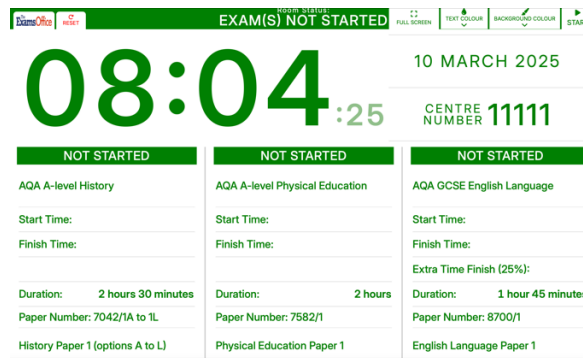 The ExamsOffice
RESET
Room Status:
EXAM(S) NOT STARTED
FULL SCREEN
TEXT COLOUR
BACKGROUND COLOUR
START
08:04:25
10 MARCH 2025
CENTRE NUMBER 11111
NOT STARTED
AQA A-level History
Start Time:
Finish Time:
Duration: 2 hours 30 minutes
Paper Number: 7042/1A to 1L
History Paper 1 (options A to L)
NOT STARTED
AQA A-level Physical Education
Start Time:
Finish Time:
Duration: 2 hours
Paper Number: 7582/1
Physical Education Paper 1
NOT STARTED
AQA GCSE English Language
Start Time:
Finish Time:
Extra Time Finish (25%):
Duration: 1 hour 45 minutes
Paper Number: 8700/1
English Language Paper 1